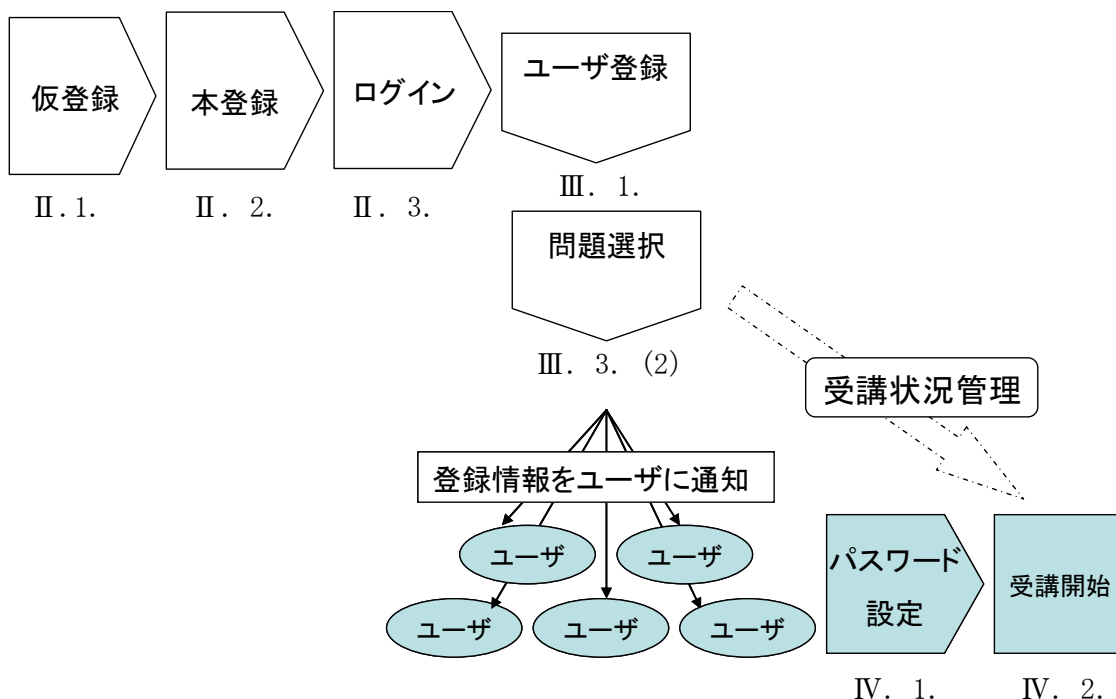 仮登録
本登録
ログイン
ユーザ登録
Ⅱ.1.
Ⅱ. 2.
Ⅱ. 3.
Ⅲ. 1.
問題選択
Ⅲ. 3. (2)
受講状況管理
登録情報をユーザに通知
ユーザ
ユーザ
ユーザ
ユーザ
ユーザ
パスワード
設定
受講開始
Ⅳ. 1.
Ⅳ. 2.